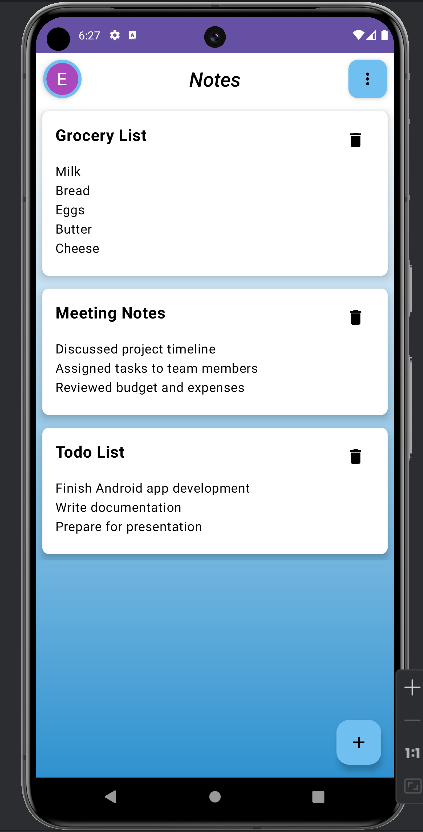 6:27
E
Notes
Grocery List
Milk
Bread
Eggs
Butter
Cheese
Meeting Notes
Discussed project timeline
Assigned tasks to team members
Reviewed budget and expenses
Todo List
Finish Android app development
Write documentation
Prepare for presentation
+
1:1